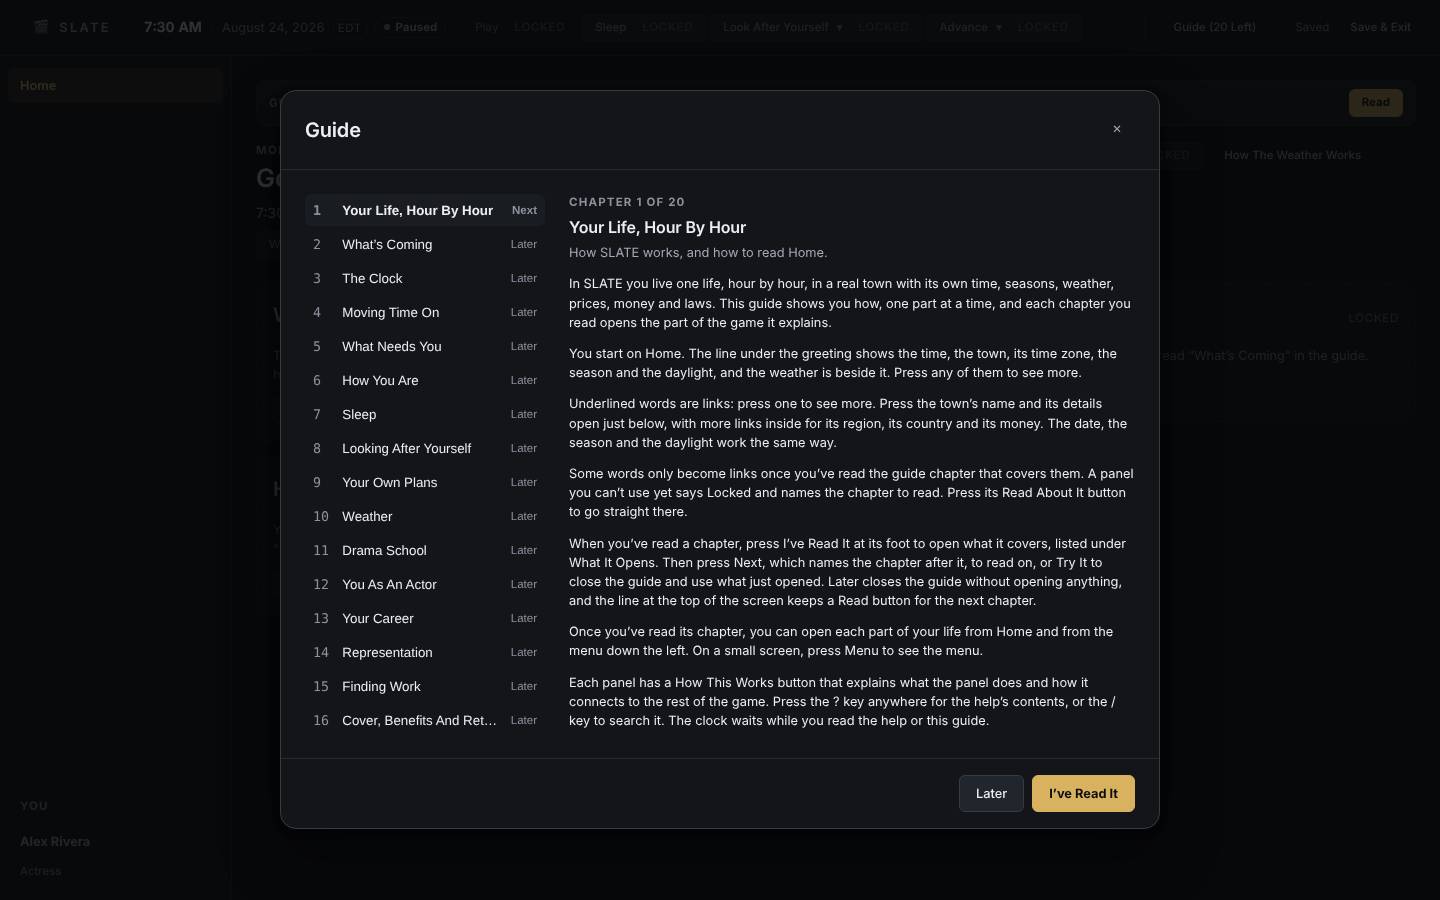 SLATE
7:30 AM
August 24, 2026
EDT
Paused
Play LOCKED
Sleep LOCKED
Look After Yourself LOCKED
Advance LOCKED
Guide (20 Left)
Saved
Save & Exit
Home
Read
How The Weather Works
LOCKED
read “What’s Coming” in the guide.
Guide
×
1 Your Life, Hour By Hour Next
2 What’s Coming Later
3 The Clock Later
4 Moving Time On Later
5 What Needs You Later
6 How You Are Later
7 Sleep Later
8 Looking After Yourself Later
9 Your Own Plans Later
10 Weather Later
11 Drama School Later
12 You As An Actor Later
13 Your Career Later
14 Representation Later
15 Finding Work Later
16 Cover, Benefits And Ret… Later
CHAPTER 1 OF 20
Your Life, Hour By Hour
How SLATE works, and how to read Home.
In SLATE you live one life, hour by hour, in a real town with its own time, seasons, weather,
prices, money and laws. This guide shows you how, one part at a time, and each chapter you
read opens the part of the game it explains.
You start on Home. The line under the greeting shows the time, the town, its time zone, the
season and the daylight, and the weather is beside it. Press any of them to see more.
Underlined words are links: press one to see more. Press the town’s name and its details
open just below, with more links inside for its region, its country and its money. The date, the
season and the daylight work the same way.
Some words only become links once you’ve read the guide chapter that covers them. A panel
you can’t use yet says Locked and names the chapter to read. Press its Read About It button
to go straight there.
When you’ve read a chapter, press I’ve Read It at its foot to open what it covers, listed under
What It Opens. Then press Next, which names the chapter after it, to read on, or Try It to
close the guide and use what just opened. Later closes the guide without opening anything,
and the line at the top of the screen keeps a Read button for the next chapter.
Once you’ve read its chapter, you can open each part of your life from Home and from the
menu down the left. On a small screen, press Menu to see the menu.
Each panel has a How This Works button that explains what the panel does and how it
connects to the rest of the game. Press the ? key anywhere for the help’s contents, or the /
key to search it. The clock waits while you read the help or this guide.
Later
I’ve Read It
YOU
Alex Rivera
Actress